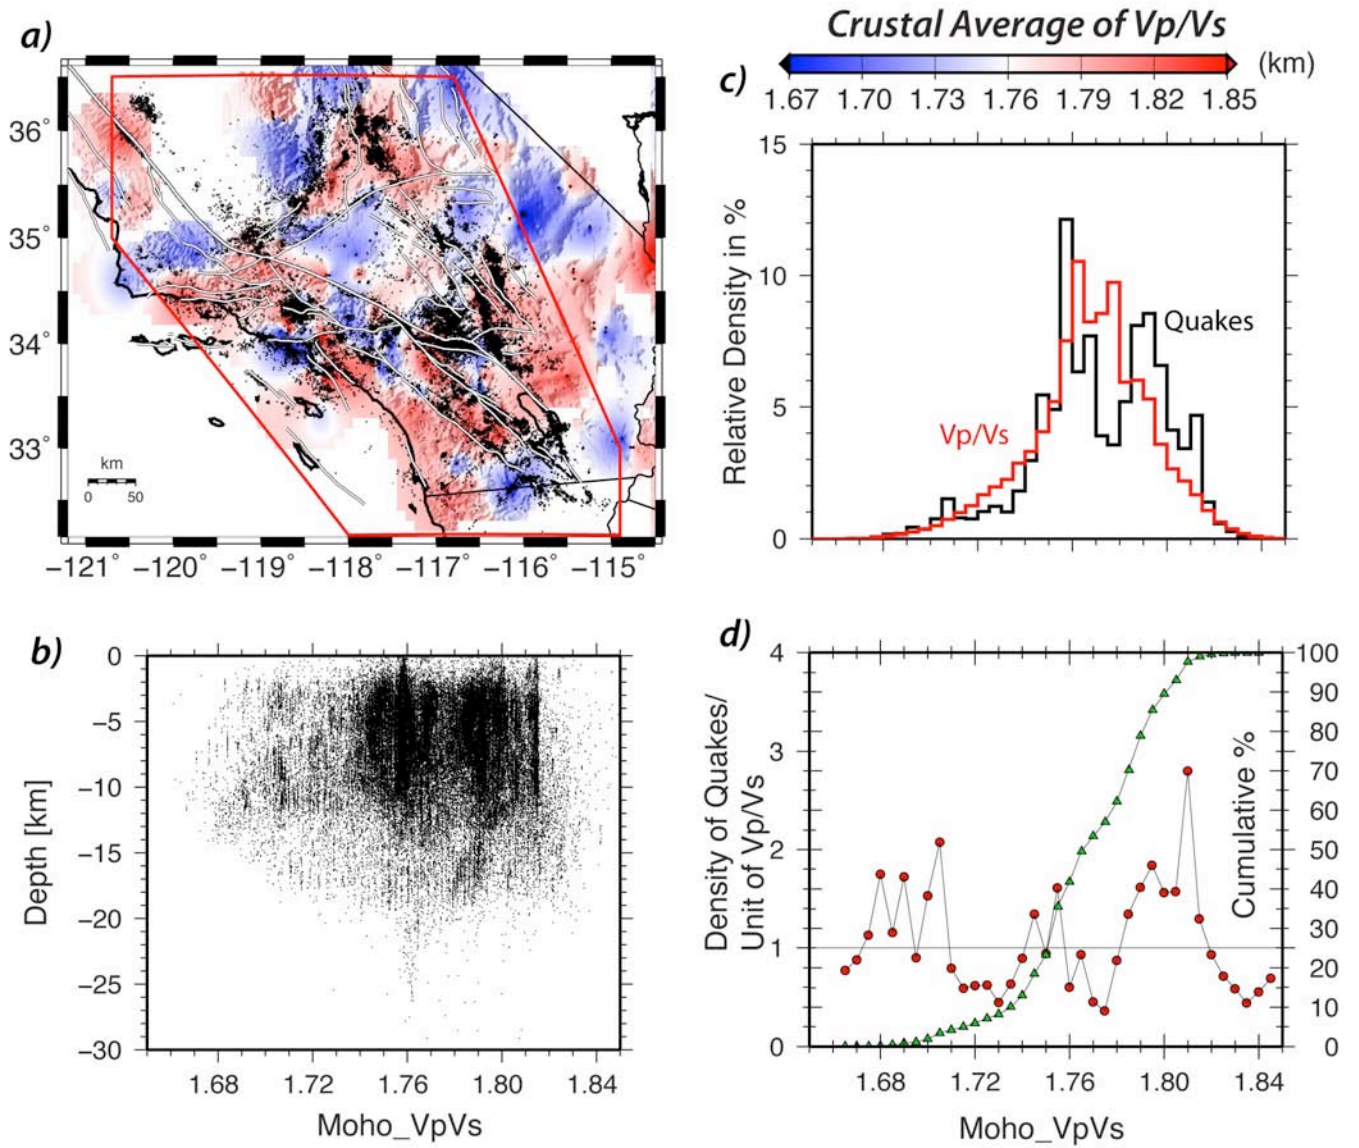 a)
Crustal Average of Vp/Vs
(km)
1.67 1.70 1.73 1.76 1.79 1.82 1.85
36°
35°
34°
33°
km
0 50
−121° −120° −119° −118° −117° −116° −115°
c)
15
10
5
0
Relative Density in %
Quakes
Vp/Vs
b)
0
−5
−10
−15
−20
−25
−30
Depth [km]
1.68 1.72 1.76 1.80 1.84
Moho_VpVs
d)
4
3
2
1
0
Density of Quakes/
Unit of Vp/Vs
100
90
80
70
60
50
40
30
20
10
0
Cumulative %
1.68 1.72 1.76 1.80 1.84
Moho_VpVs